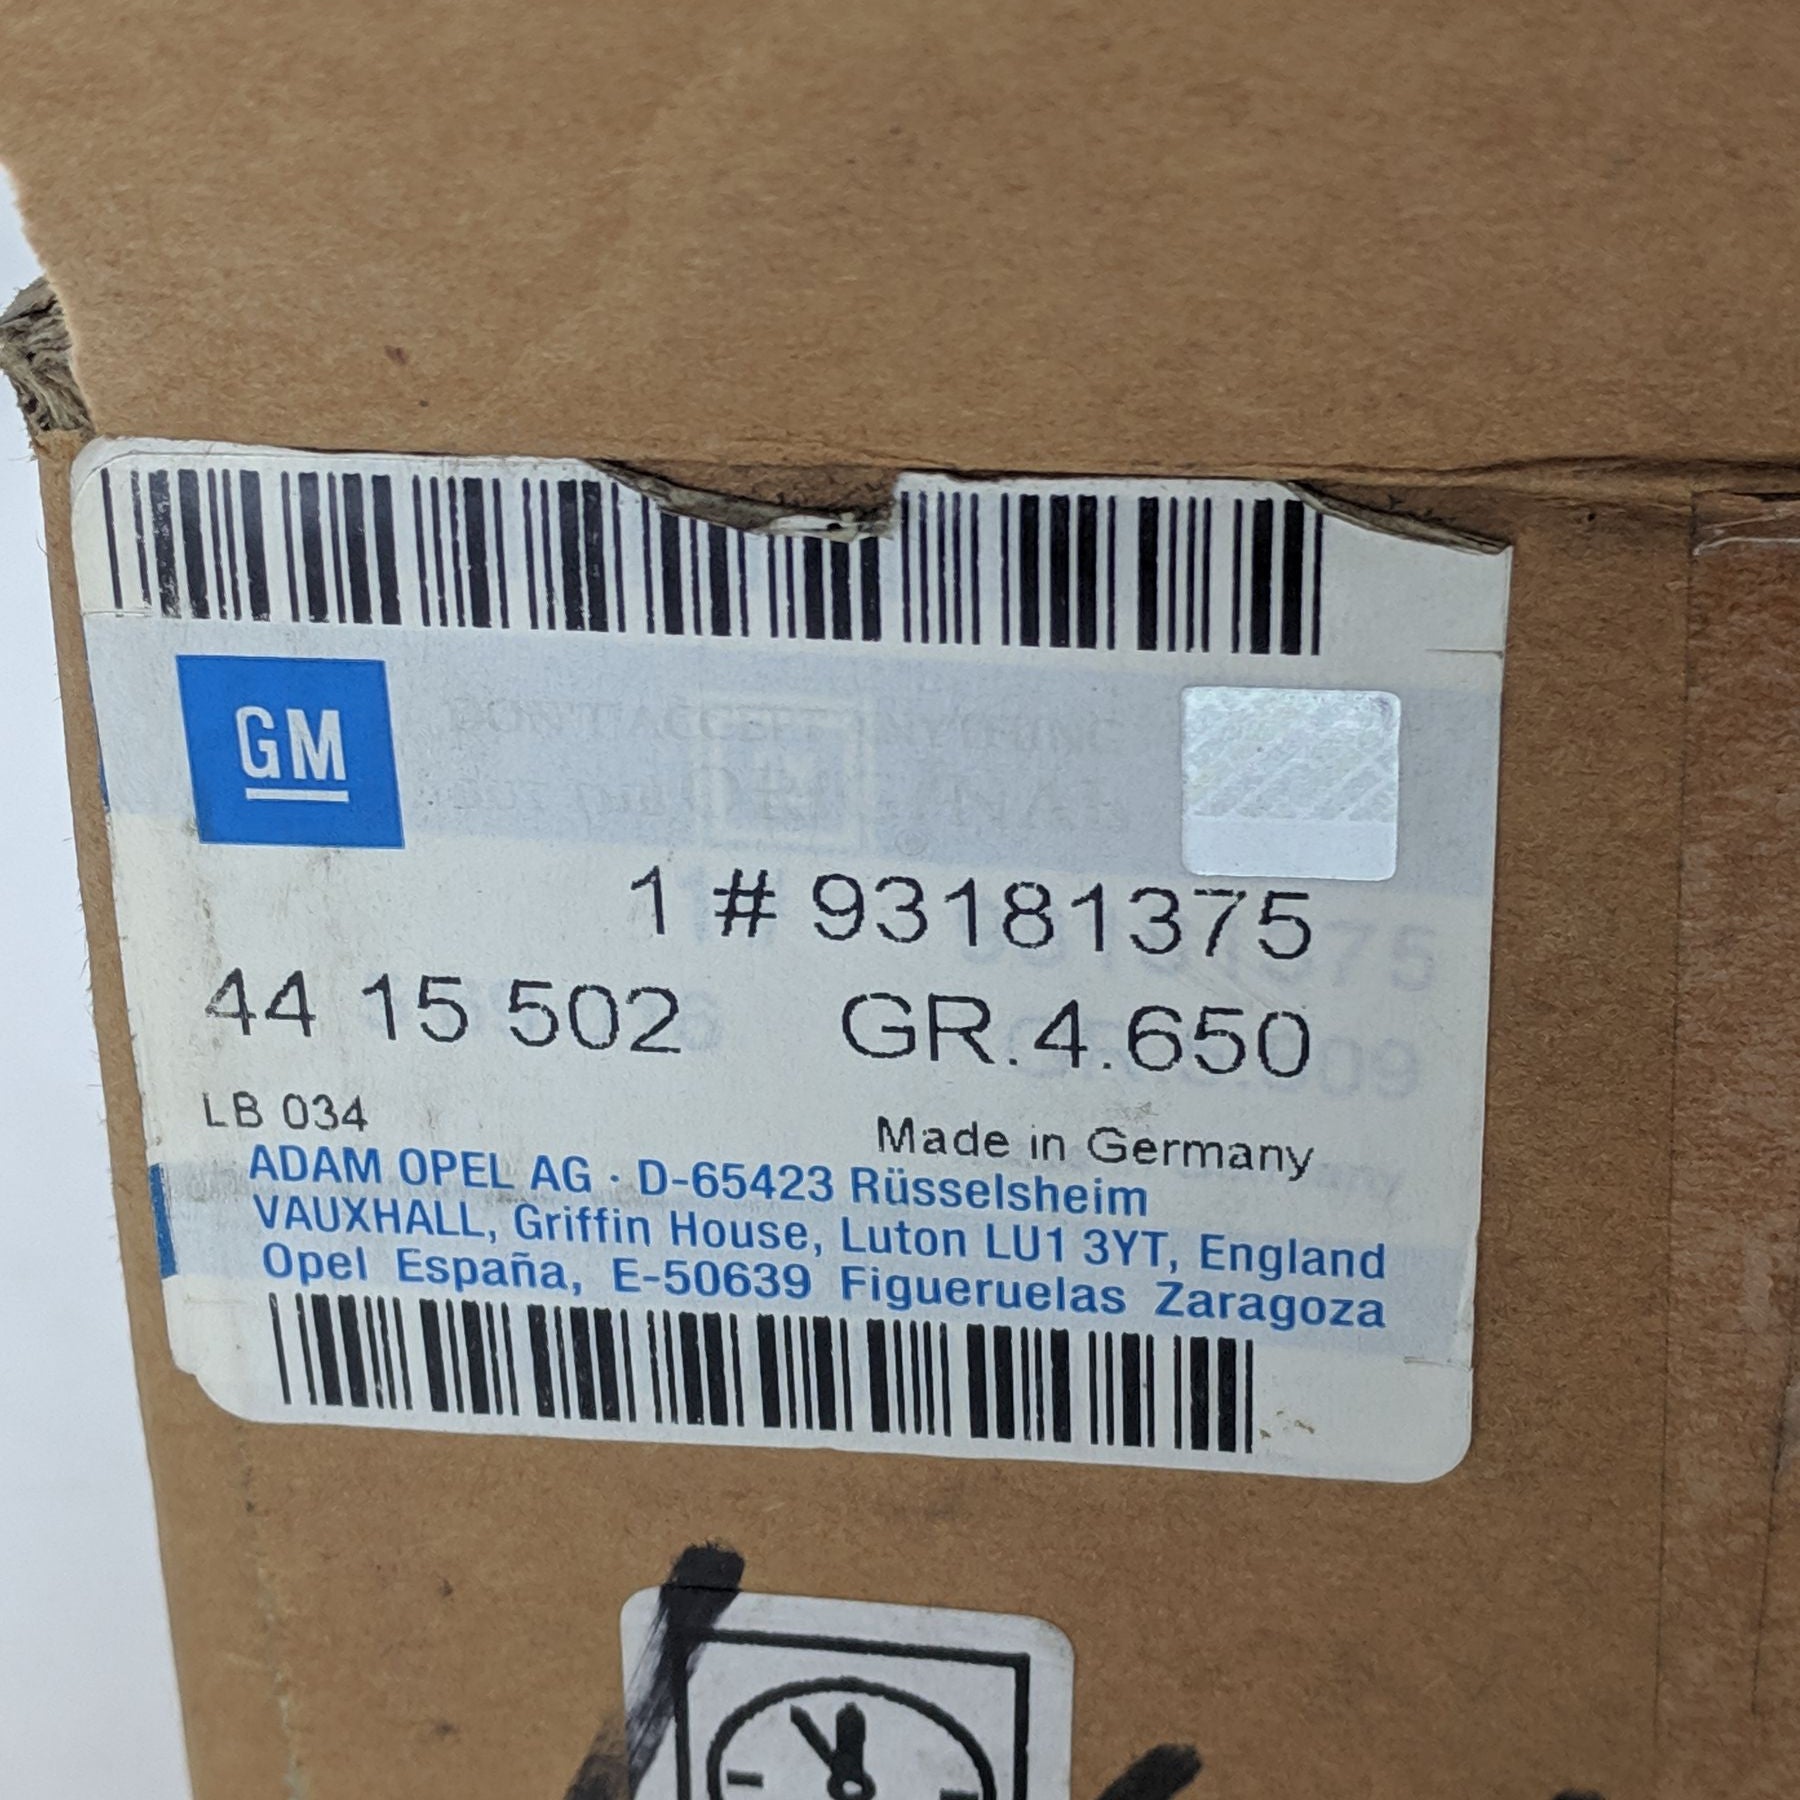 GM
1 # 93181375
44 15 502 GR.4.650
LB 034 Made in Germany
ADAM OPEL AG · D-65423 Rüsselsheim
VAUXHALL, Griffin House, Luton LU1 3YT, England
Opel España, E-50639 Figueruelas Zaragoza